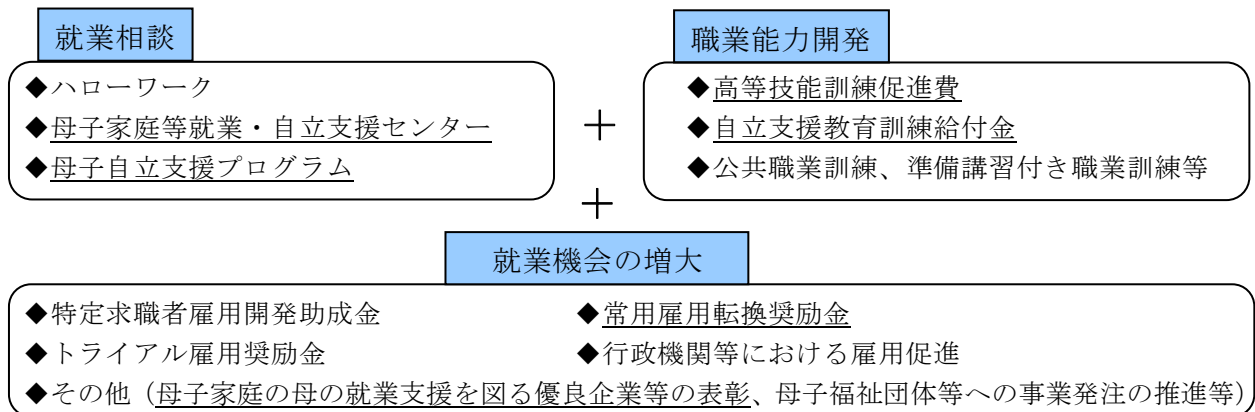 就業相談
◆ハローワーク
◆母子家庭等就業・自立支援センター
◆母子自立支援プログラム
＋
職業能力開発
◆高等技能訓練促進費
◆自立支援教育訓練給付金
◆公共職業訓練、準備講習付き職業訓練等
＋
就業機会の増大
◆特定求職者雇用開発助成金
◆常用雇用転換奨励金
◆トライアル雇用奨励金
◆行政機関等における雇用促進
◆その他（母子家庭の母の就業支援を図る優良企業等の表彰、母子福祉団体等への事業発注の推進等）